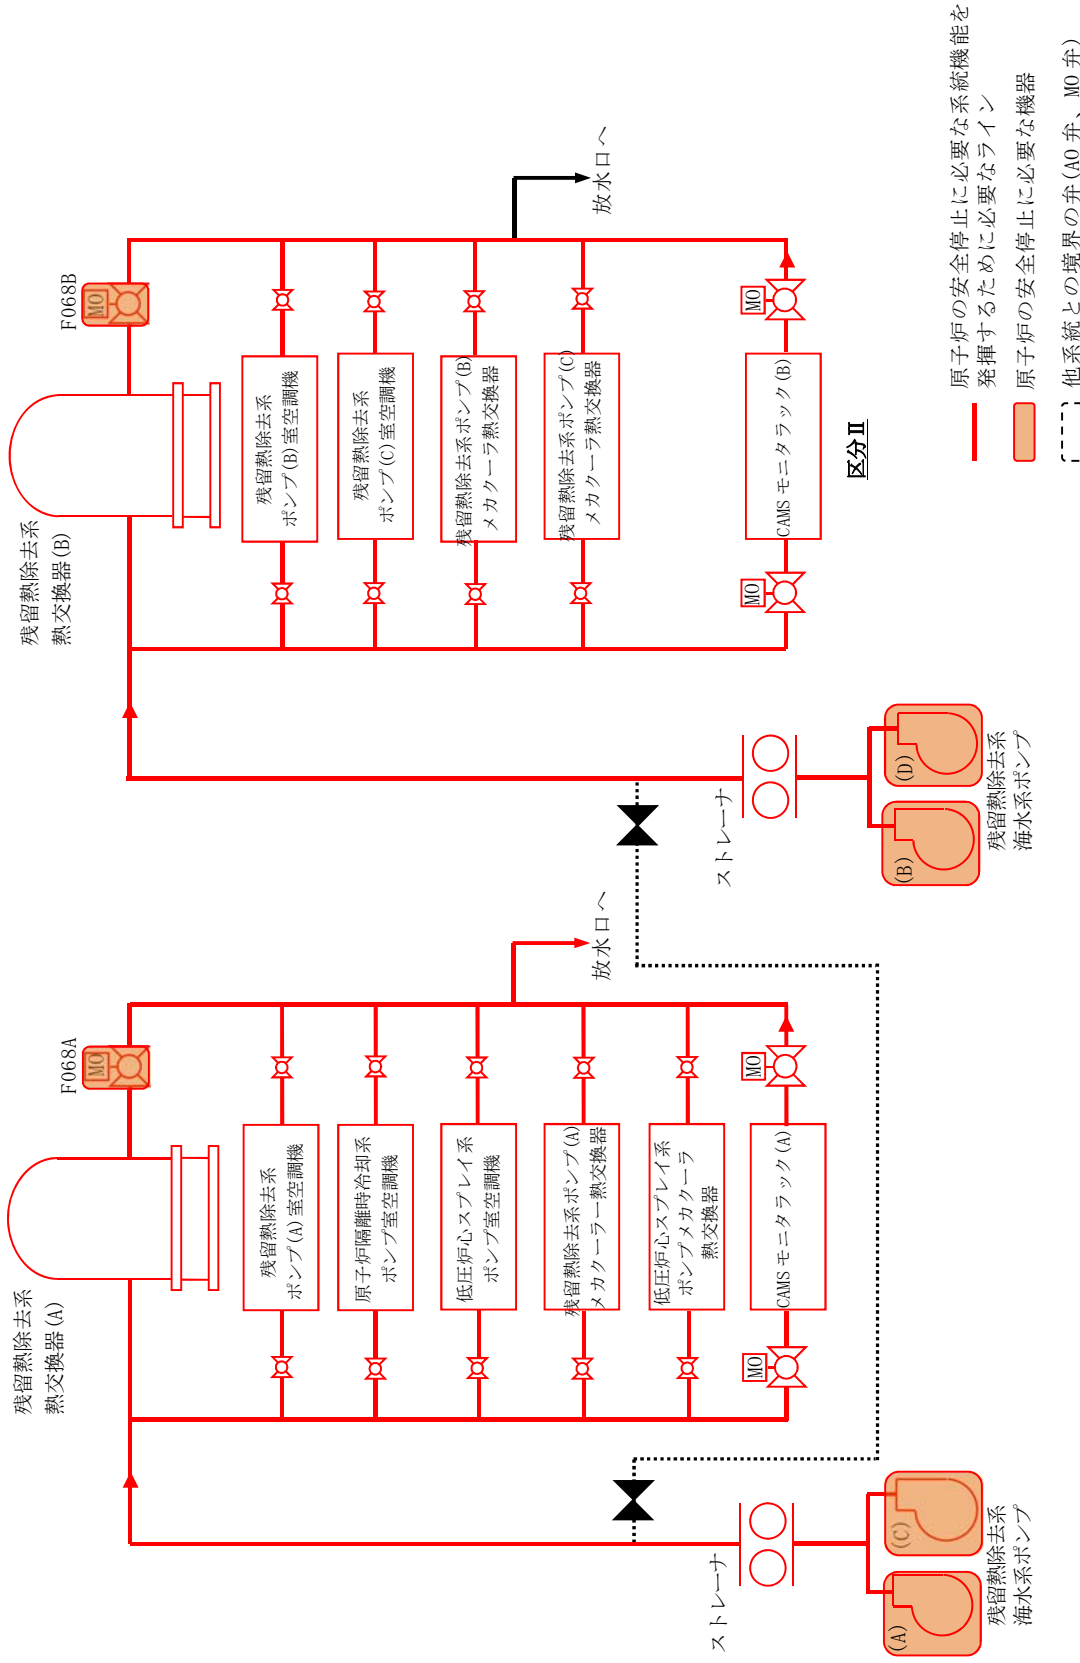 残留熱除去系
熱交換器(A)
F068A
MO
残留熱除去系
ポンプ(A)室空調機
原子炉隔離時冷却系
ポンプ室空調機
低圧炉心スプレイ系
ポンプ室空調機
残留熱除去系ポンプ(A)
メカクーラー熱交換器
低圧炉心スプレイ系
ポンプメカクーラ
熱交換器
MO
CAMSモニタラック(A)
MO
放水口へ
ストレーナ
(A)
(C)
残留熱除去系
海水系ポンプ
残留熱除去系
熱交換器(B)
F068B
MO
残留熱除去系
ポンプ(B)室空調機
残留熱除去系
ポンプ(C)室空調機
残留熱除去系ポンプ(B)
メカクーラ熱交換器
残留熱除去系ポンプ(C)
メカクーラ熱交換器
MO
CAMSモニタラック(B)
MO
放水口へ
ストレーナ
(B)
(D)
残留熱除去系
海水系ポンプ
区分Ⅱ
原子炉の安全停止に必要な系統機能を
発揮するために必要なライン
原子炉の安全停止に必要な機器
他系統との境界の弁(AO弁、MO弁)